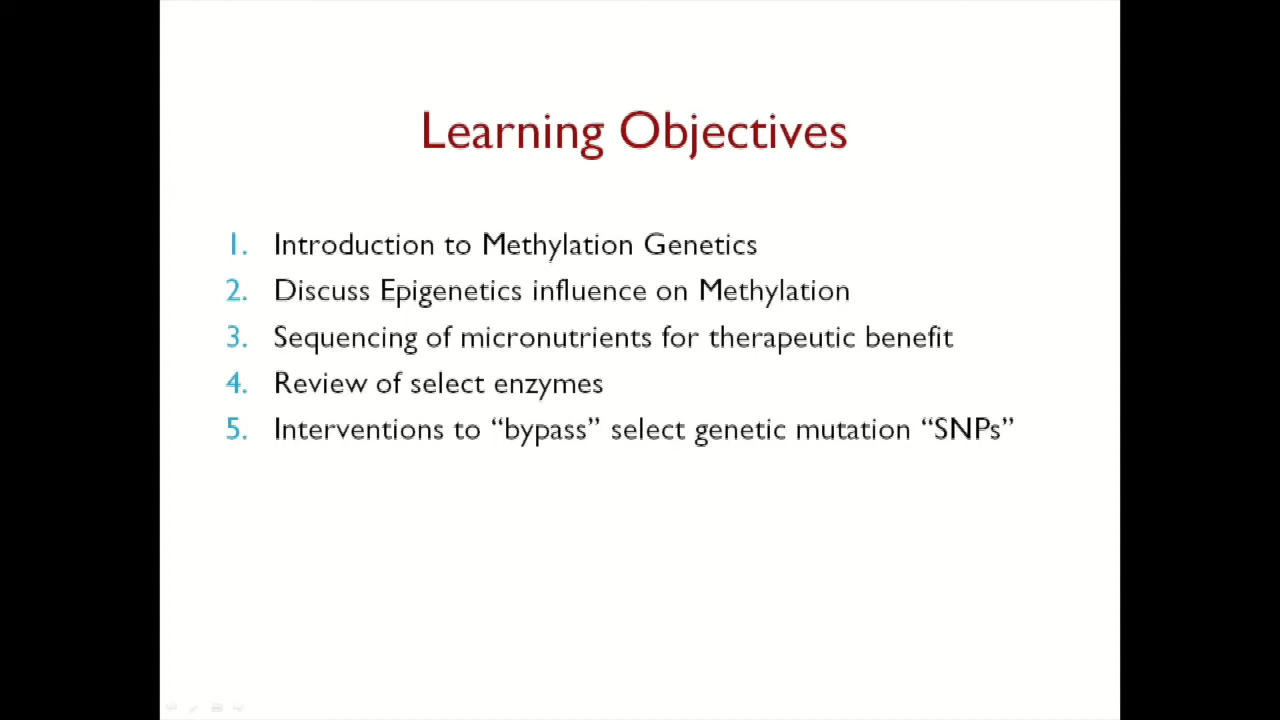 Learning Objectives
1. Introduction to Methylation Genetics
2. Discuss Epigenetics influence on Methylation
3. Sequencing of micronutrients for therapeutic benefit
4. Review of select enzymes
5. Interventions to “bypass” select genetic mutation “SNPs”